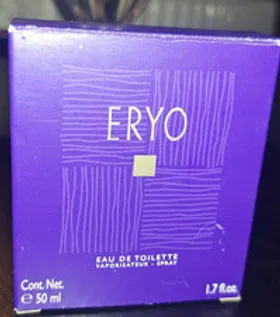 ERYO
EAU DE TOILETTE
VAPORISATEUR - SPRAY
Cont. Net.
℮ 50 ml
1.7 fl.oz.